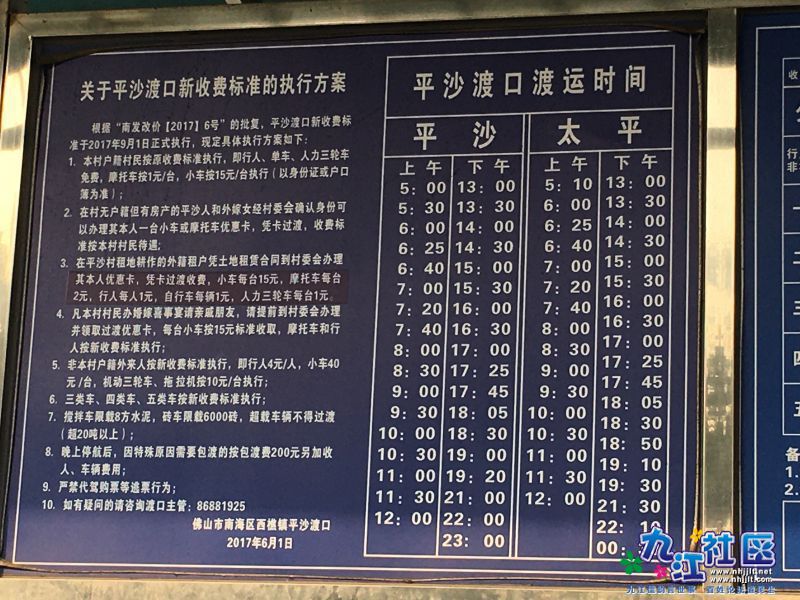 关于平沙渡口新收费标准的执行方案
根据“南发改价【2017】6号”的批复，平沙渡口新收费标
准于2017年9月1日正式执行，现定具体执行方案如下：
1. 本村户籍村民按原收费标准执行，即行人、单车、人力三轮车
免费，摩托车按1元/台，小车按15元/台执行（以身份证或户口
簿为准）；
2. 在村无户籍但有房产的平沙人和外嫁女经村委会确认身份可
以办理其本人一台小车或摩托车优惠卡，凭卡过渡，收费标
准按本村村民待遇；
3. 在平沙村租地耕作的外籍租户凭土地租赁合同到村委会办理
其本人优惠卡，凭卡过渡收费，小车每台15元，摩托车每台
2元，行人每人1元，自行车每辆1元，人力三轮车每台1元。
4. 凡本村村民办婚嫁喜事宴请亲戚朋友，请提前到村委会办理
并领取过渡优惠卡，每台小车按15元标准收取，摩托车和行
人按新收费标准执行；
5. 非本村户籍外来人按新收费标准执行，即行人4元/人，小车40
元/台，机动三轮车、拖拉机按10元/台执行；
6. 三类车、四类车、五类车按新收费标准执行；
7. 搅拌车限载8方水泥，砖车限载6000砖，超载车辆不得过渡
（超20吨以上）；
8. 晚上停航后，因特殊原因需要包渡的按包渡费200元另加收
人、车辆费用；
9. 严禁代驾购票等逃票行为；
10. 如有疑问的请咨询渡口主管：86881925
佛山市南海区西樵镇平沙渡口
2017年6月1日
平沙渡口渡运时间
平沙 太平
上午 下午 上午 下午
5：00 13：00 5：10 13：00
5：30 13：30 6：00 13：30
6：00 14：00 6：25 14：00
6：25 14：30 6：40 14：30
6：40 15：00 7：00 15：00
7：00 15：30 7：20 15：30
7：20 16：00 7：40 16：00
7：40 16：30 8：00 16：30
8：00 17：00 8：30 17：00
8：30 17：25 9：00 17：25
9：00 17：45 9：30 17：45
9：30 18：05 10：00 18：05
10：00 18：30 10：30 18：30
10：30 19：00 11：00 18：50
11：00 19：20 11：30 19：10
11：30 21：00 12：00
12：00 22：00 21：30
23：00 22：
00：
收
行
非
一
二
三
四
五
备
1.
2.
九江社区
www.nhjjlt.net
www.nhjjlt.com